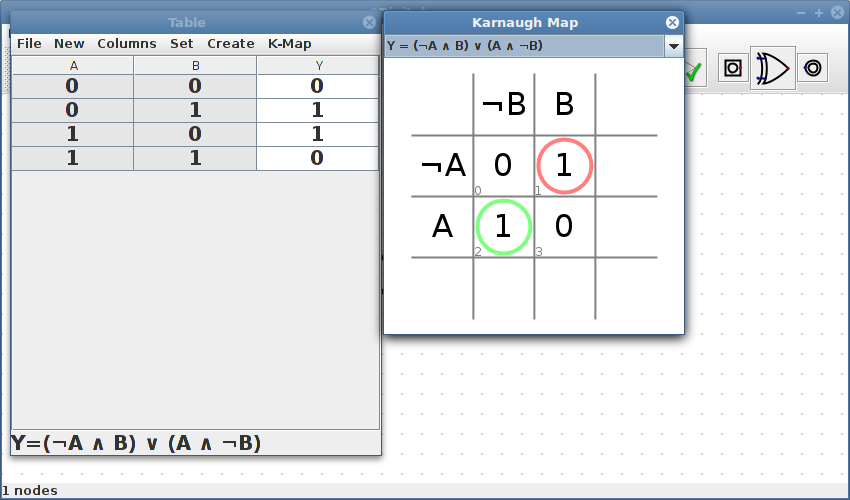 Table
File New Columns Set Create K-Map
A B Y
0 0 0
0 1 1
1 0 1
1 1 0
Y=(¬A ∧ B) ∨ (A ∧ ¬B)
Karnaugh Map
Y = (¬A ∧ B) ∨ (A ∧ ¬B)
¬B B
¬A 0 1
0 1
A 1 0
2 3
1 nodes